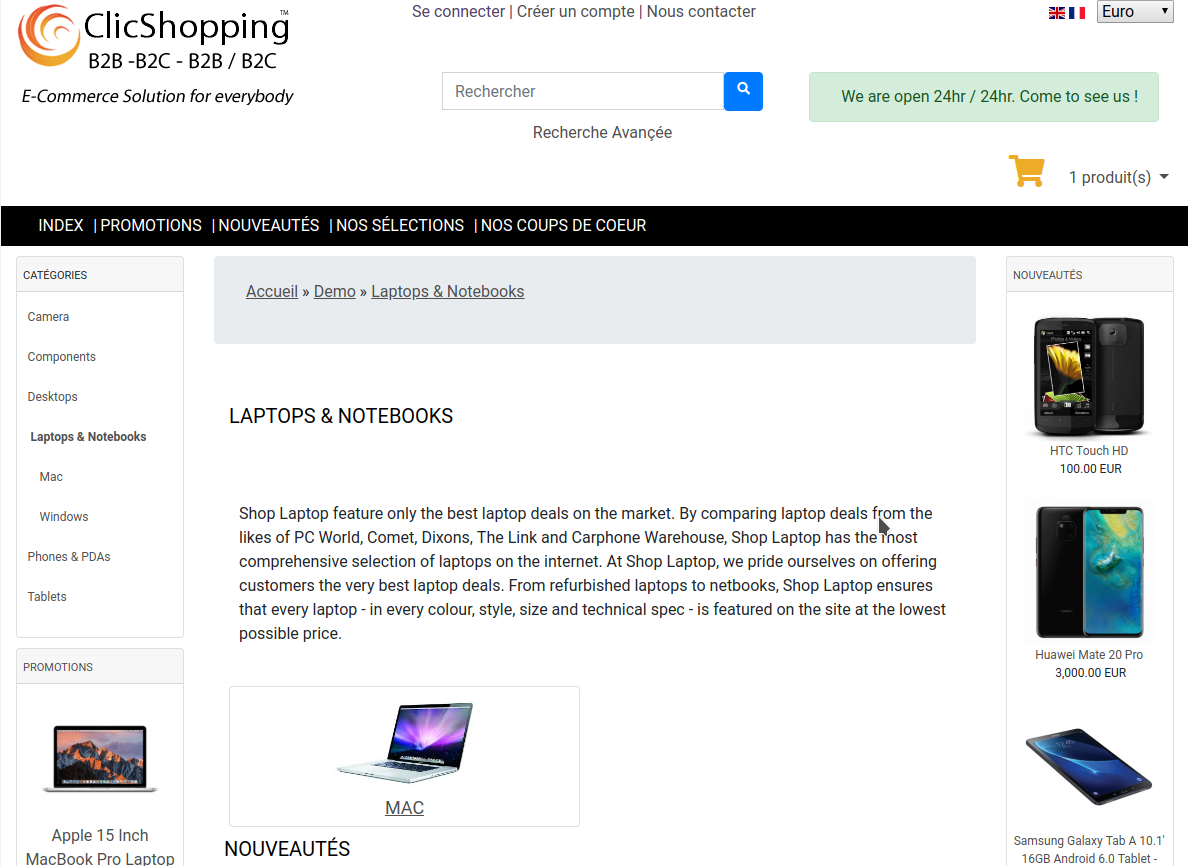 ClicShopping™
B2B -B2C - B2B / B2C
E-Commerce Solution for everybody
Se connecter | Créer un compte | Nous contacter
Euro
Rechercher
We are open 24hr / 24hr. Come to see us !
Recherche Avançée
1 produit(s)
INDEX | PROMOTIONS | NOUVEAUTÉS | NOS SÉLECTIONS | NOS COUPS DE COEUR
CATÉGORIES
Camera
Components
Desktops
Laptops & Notebooks
Mac
Windows
Phones & PDAs
Tablets
PROMOTIONS
Apple 15 Inch
MacBook Pro Laptop
Accueil » Demo » Laptops & Notebooks
LAPTOPS & NOTEBOOKS
Shop Laptop feature only the best laptop deals on the market. By comparing laptop deals from the
likes of PC World, Comet, Dixons, The Link and Carphone Warehouse, Shop Laptop has the most
comprehensive selection of laptops on the internet. At Shop Laptop, we pride ourselves on offering
customers the very best laptop deals. From refurbished laptops to netbooks, Shop Laptop ensures
that every laptop - in every colour, style, size and technical spec - is featured on the site at the lowest
possible price.
MAC
NOUVEAUTÉS
NOUVEAUTÉS
HTC Touch HD
100.00 EUR
Huawei Mate 20 Pro
3,000.00 EUR
Samsung Galaxy Tab A 10.1'
16GB Android 6.0 Tablet -